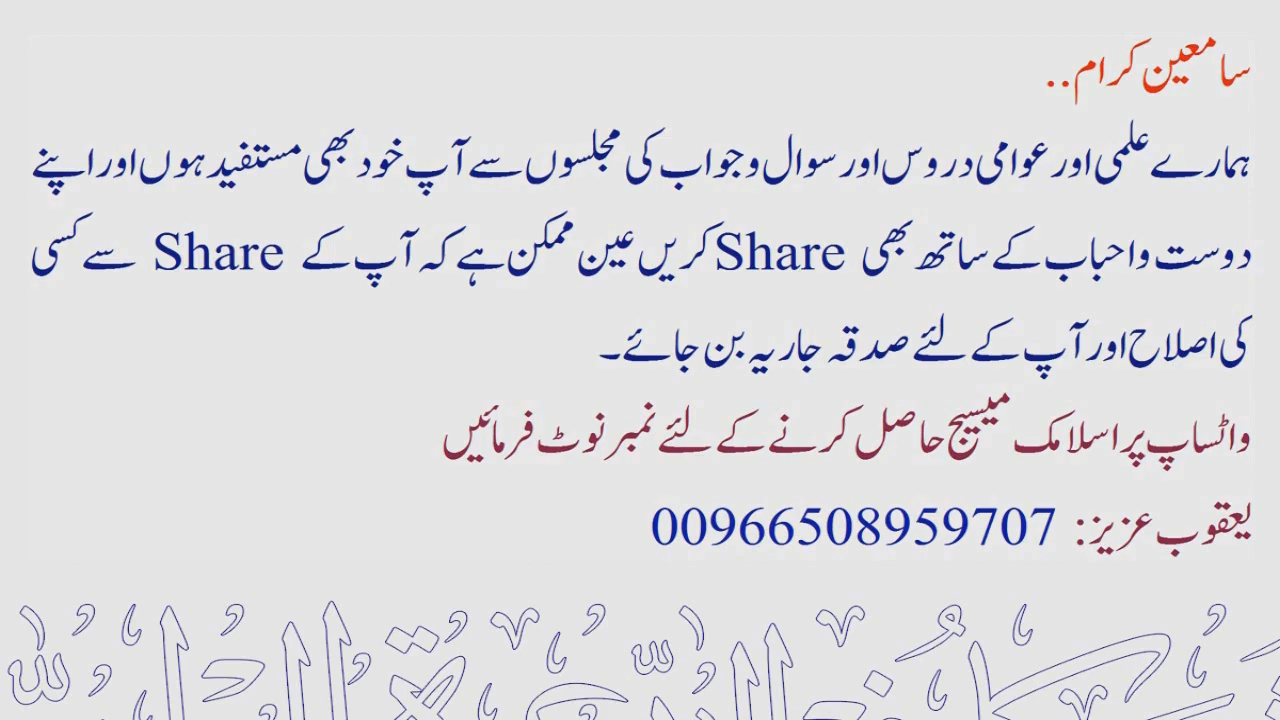 سامعین کرام..
ہمارے علمی اور عوامی دروس اور سوال و جواب کی مجلسوں سے آپ خود بھی مستفید ہوں اور اپنے
دوست واحباب کے ساتھ بھی Share کریں عین ممکن ہے کہ آپ کے Share سے کسی
کی اصلاح اور آپ کے لئے صدقہ جاریہ بن جائے۔
واٹساپ پر اسلامک میسیج حاصل کرنے کے لئے نمبر نوٹ فرمائیں
یعقوب عزیز: 00966508959707